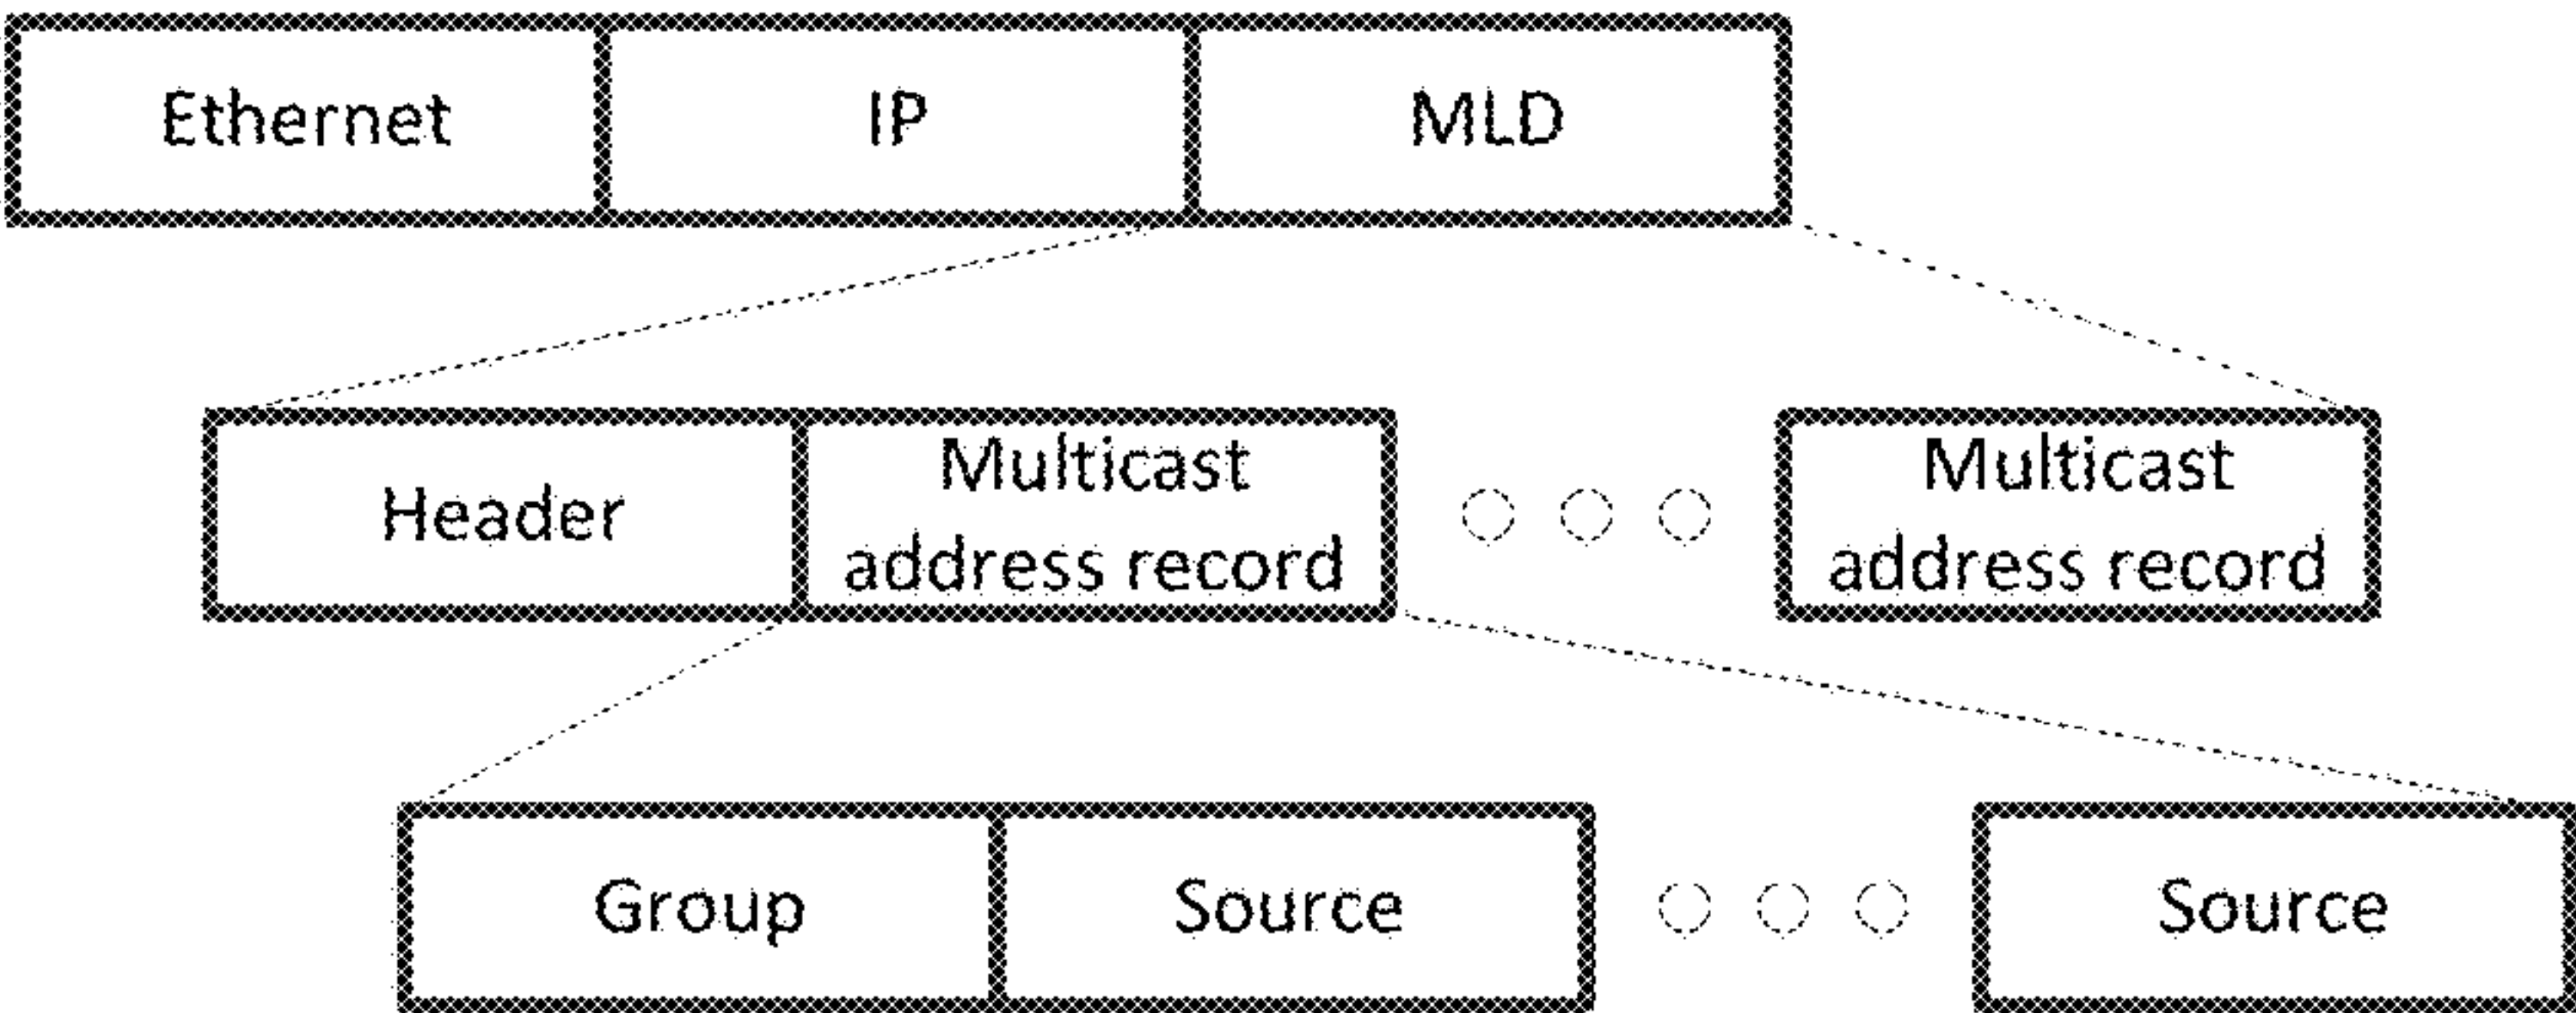 Ethernet IP MLD
Header Multicast address record Multicast address record
Group Source Source